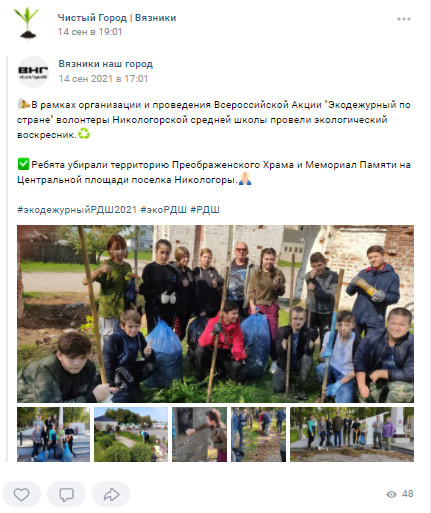 Чистый Город | Вязники
14 сен в 19:01
ВНГ
Вязники наш город
14 сен 2021 в 17:01
В рамках организации и проведения Всероссийской Акции "Экодежурный по
стране" волонтеры Никологорской средней школы провели экологический
воскресник.
Ребята убирали территорию Преображенского Храма и Мемориал Памяти на
Центральной площади поселка Никологоры.
#экодежурныйРДШ2021 #экоРДШ #РДШ
48